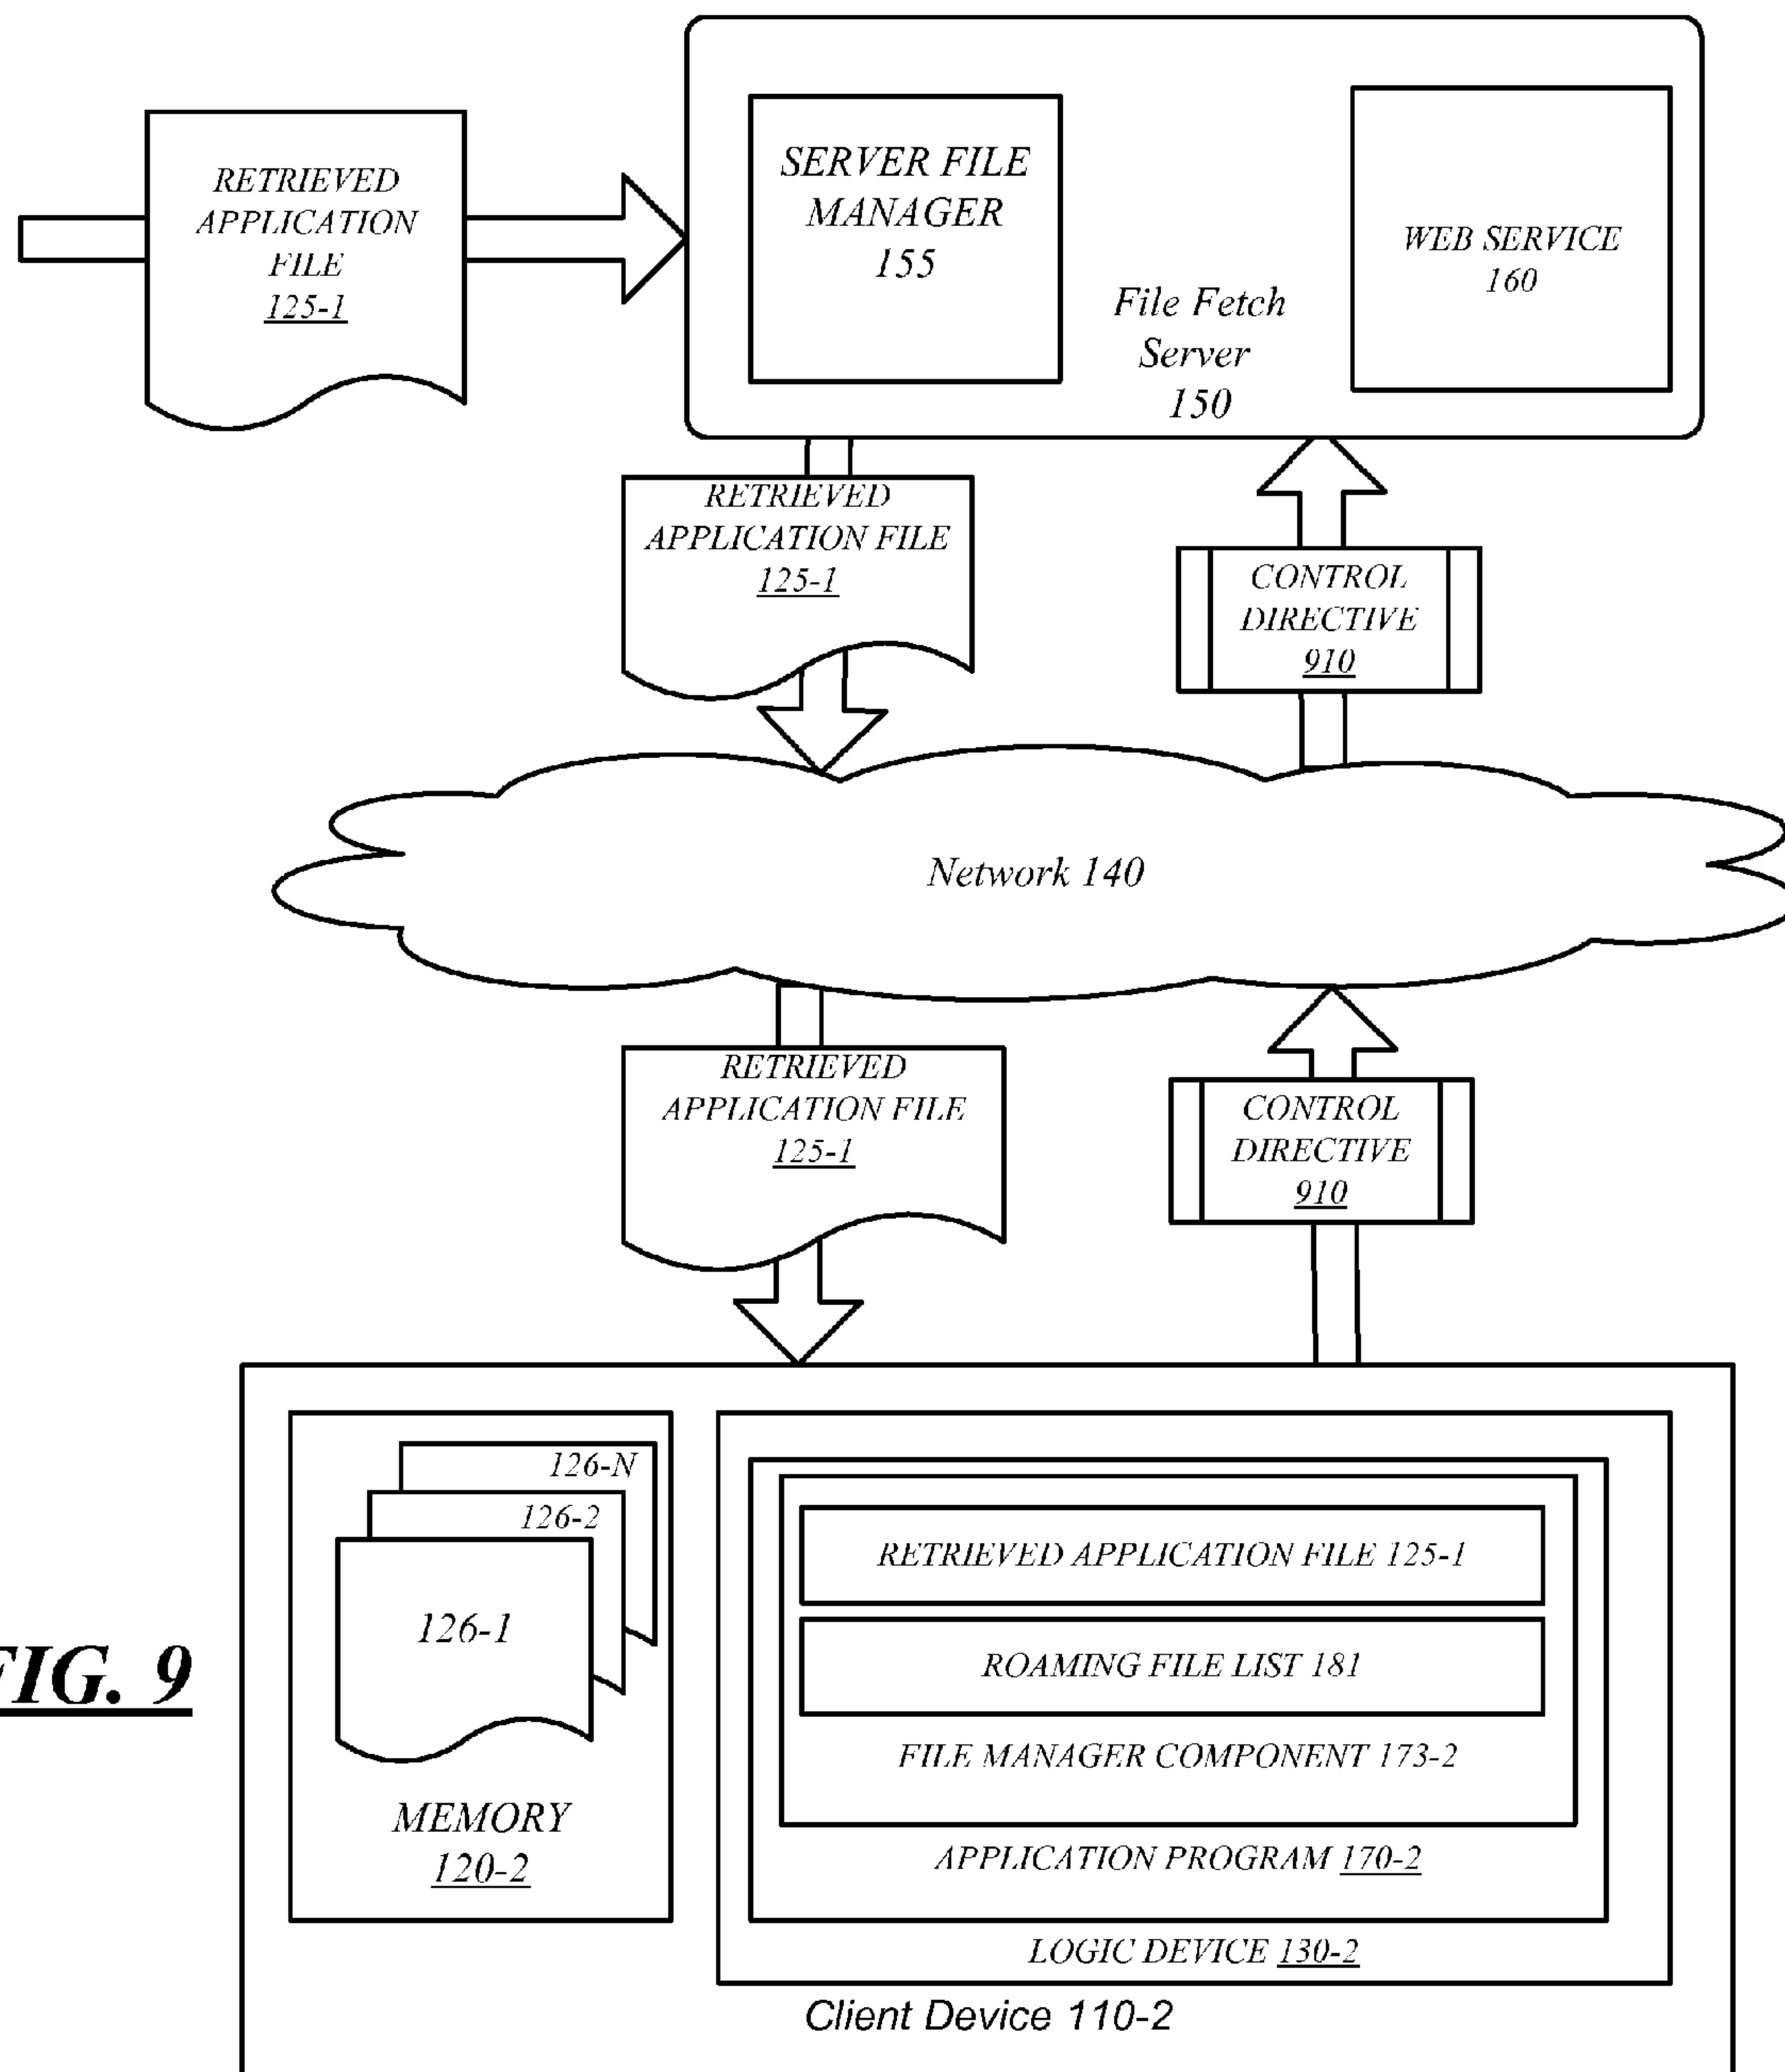 RETRIEVED
APPLICATION
FILE
125-1
SERVER FILE
MANAGER
155
File Fetch
Server
150
WEB SERVICE
160
RETRIEVED
APPLICATION FILE
125-1
CONTROL
DIRECTIVE
910
Network 140
RETRIEVED
APPLICATION FILE
125-1
CONTROL
DIRECTIVE
910
126-N
126-2
126-1
MEMORY
120-2
RETRIEVED APPLICATION FILE 125-1
ROAMING FILE LIST 181
FILE MANAGER COMPONENT 173-2
APPLICATION PROGRAM 170-2
LOGIC DEVICE 130-2
Client Device 110-2
FIG. 9